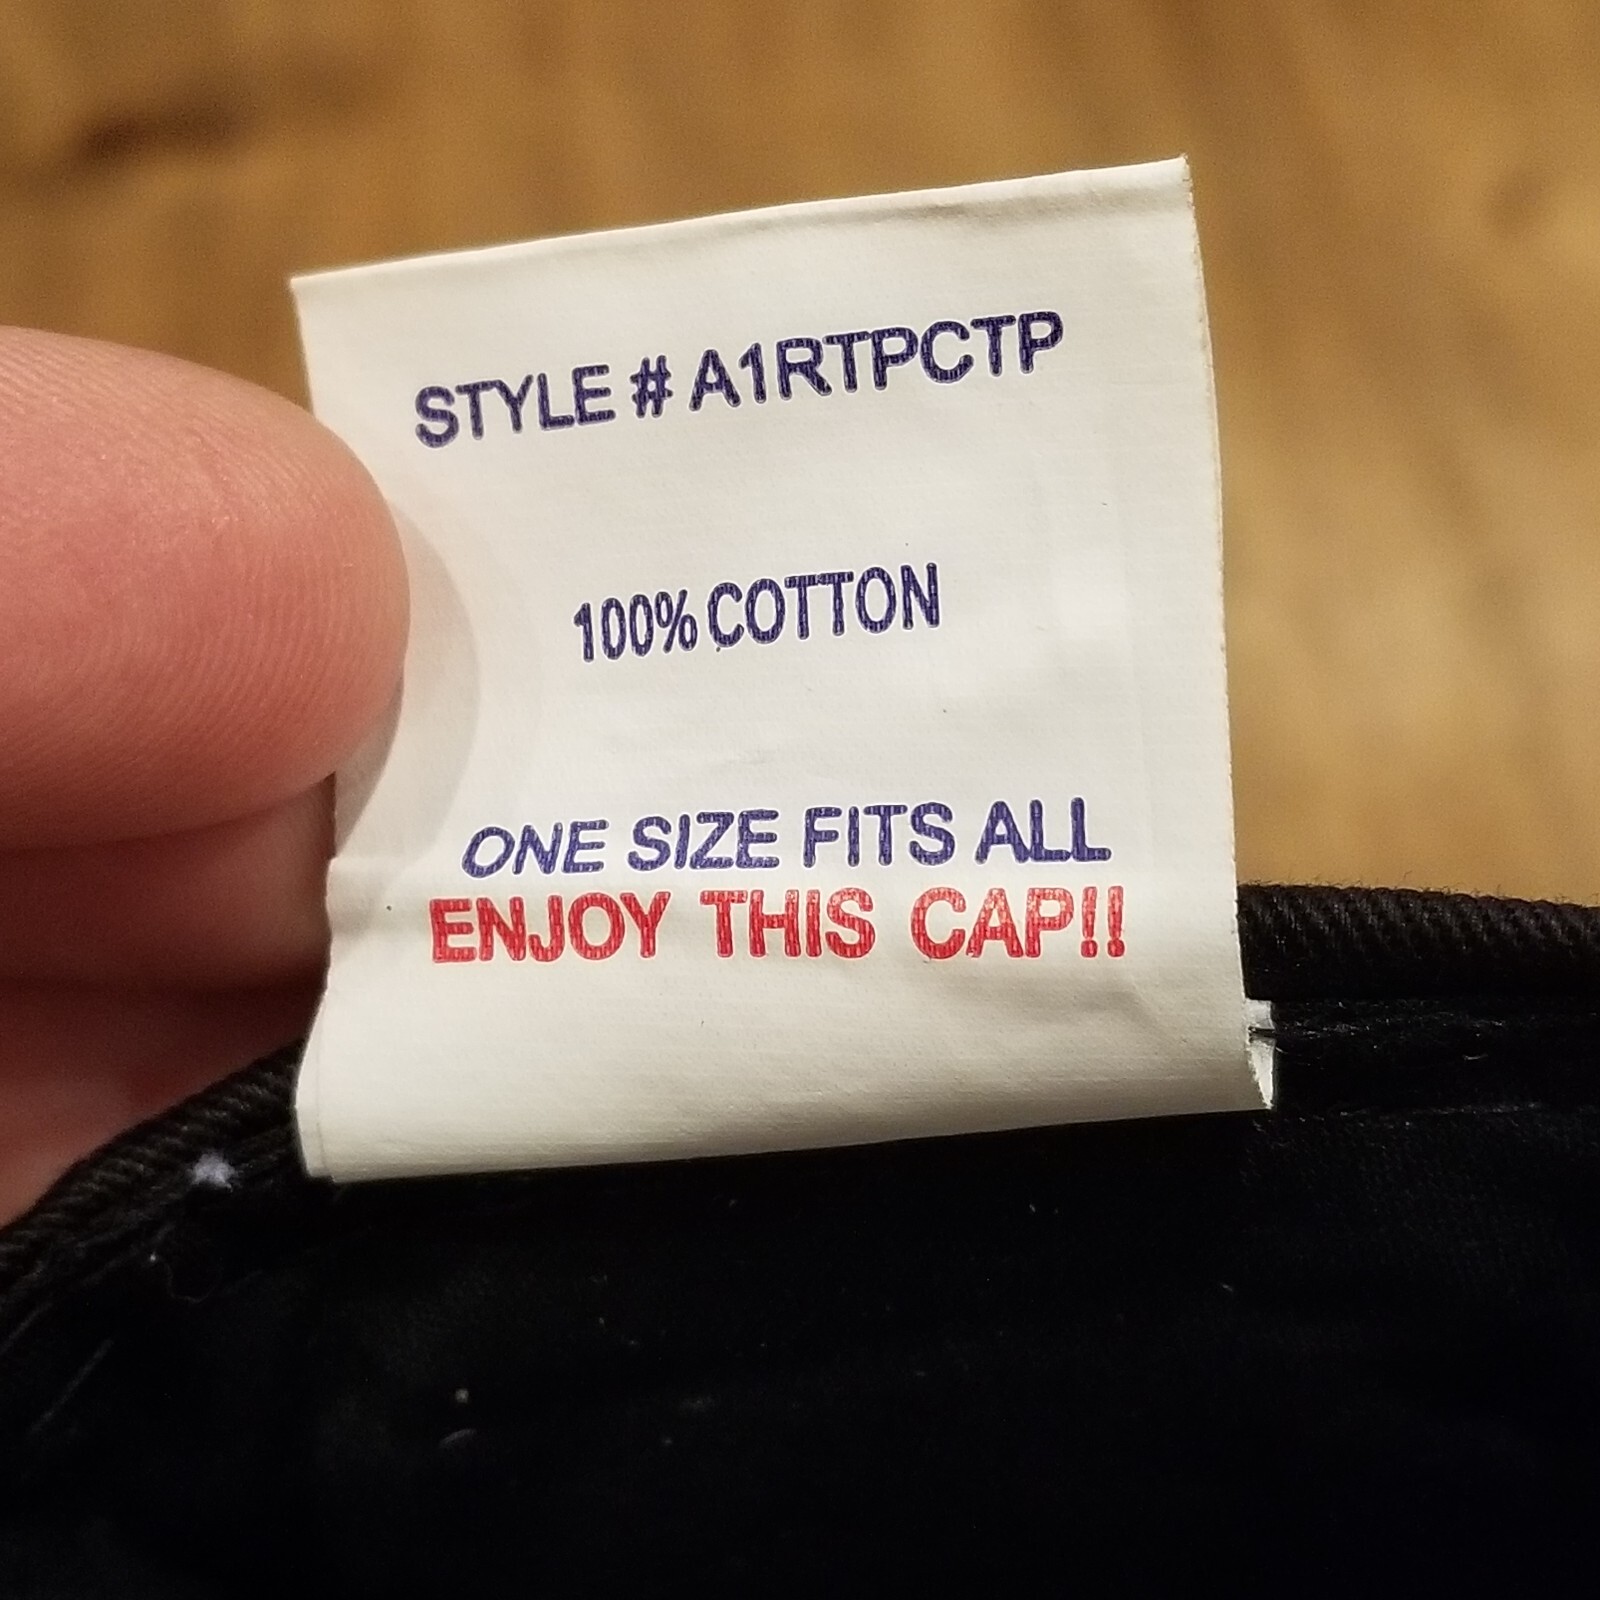 STYLE # A1RTPCTP
100% COTTON
ONE SIZE FITS ALL
ENJOY THIS CAP!!